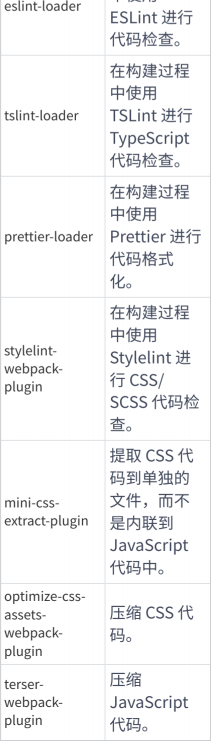 eslint-loader
中使用
ESLint 进行
代码检查。
tslint-loader
在构建过程
中使用
TSLint 进行
TypeScript
代码检查。
prettier-loader
在构建过程
中使用
Prettier 进行
代码格式
化。
stylelint-
webpack-
plugin
在构建过程
中使用
Stylelint 进
行 CSS/
SCSS 代码检
查。
mini-css-
extract-plugin
提取 CSS 代
码到单独的
文件，而不
是内联到
JavaScript
代码中。
optimize-css-
assets-
webpack-
plugin
压缩 CSS 代
码。
terser-
webpack-
plugin
压缩
JavaScript
代码。